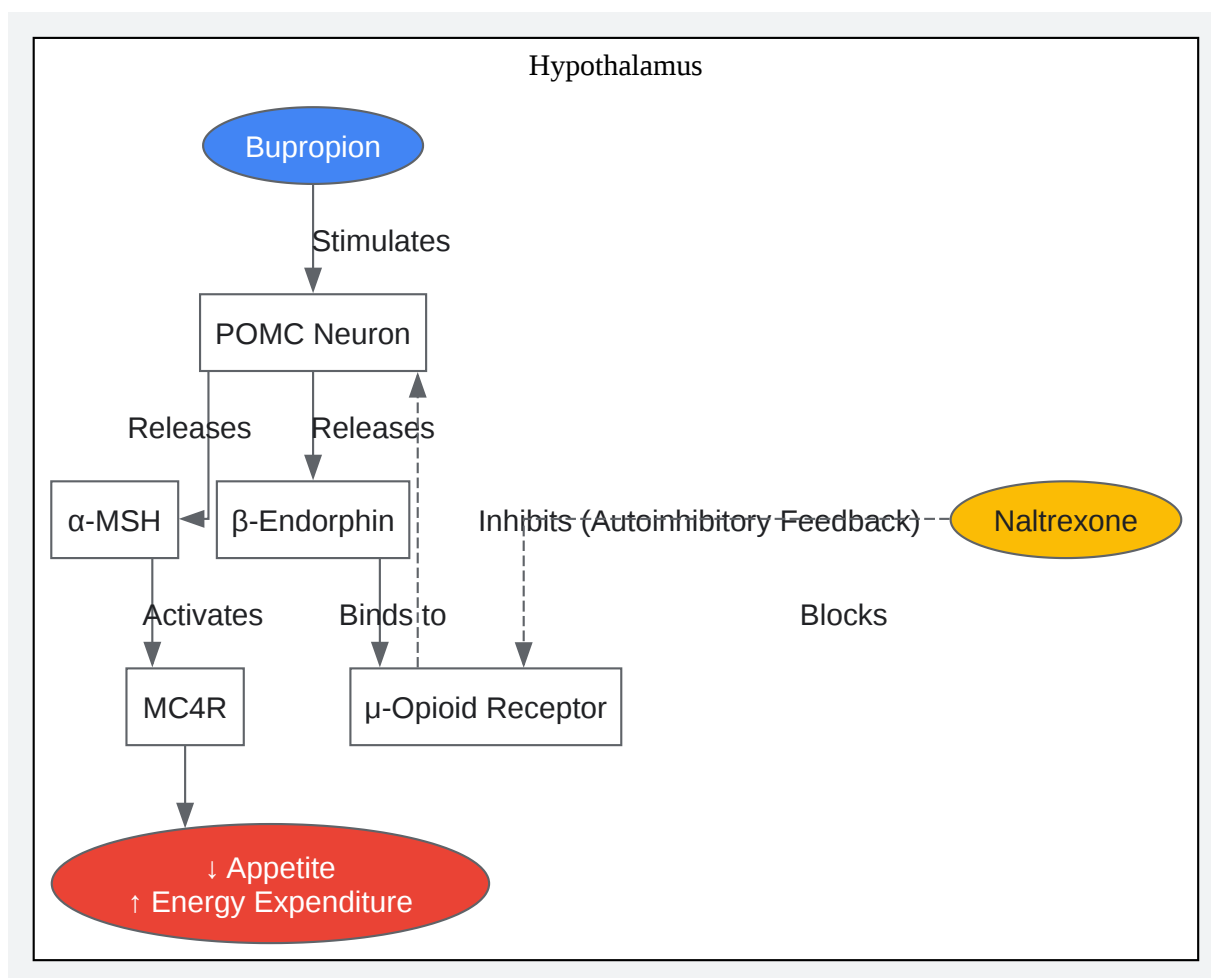 Hypothalamus
Bupropion
Stimulates
POMC Neuron
Releases
Releases
α-MSH
β-Endorphin
Inhibits (Autoinhibitory Feedback)
Naltrexone
Activates
Binds to
Blocks
MC4R
μ-Opioid Receptor
↓ Appetite
↑ Energy Expenditure